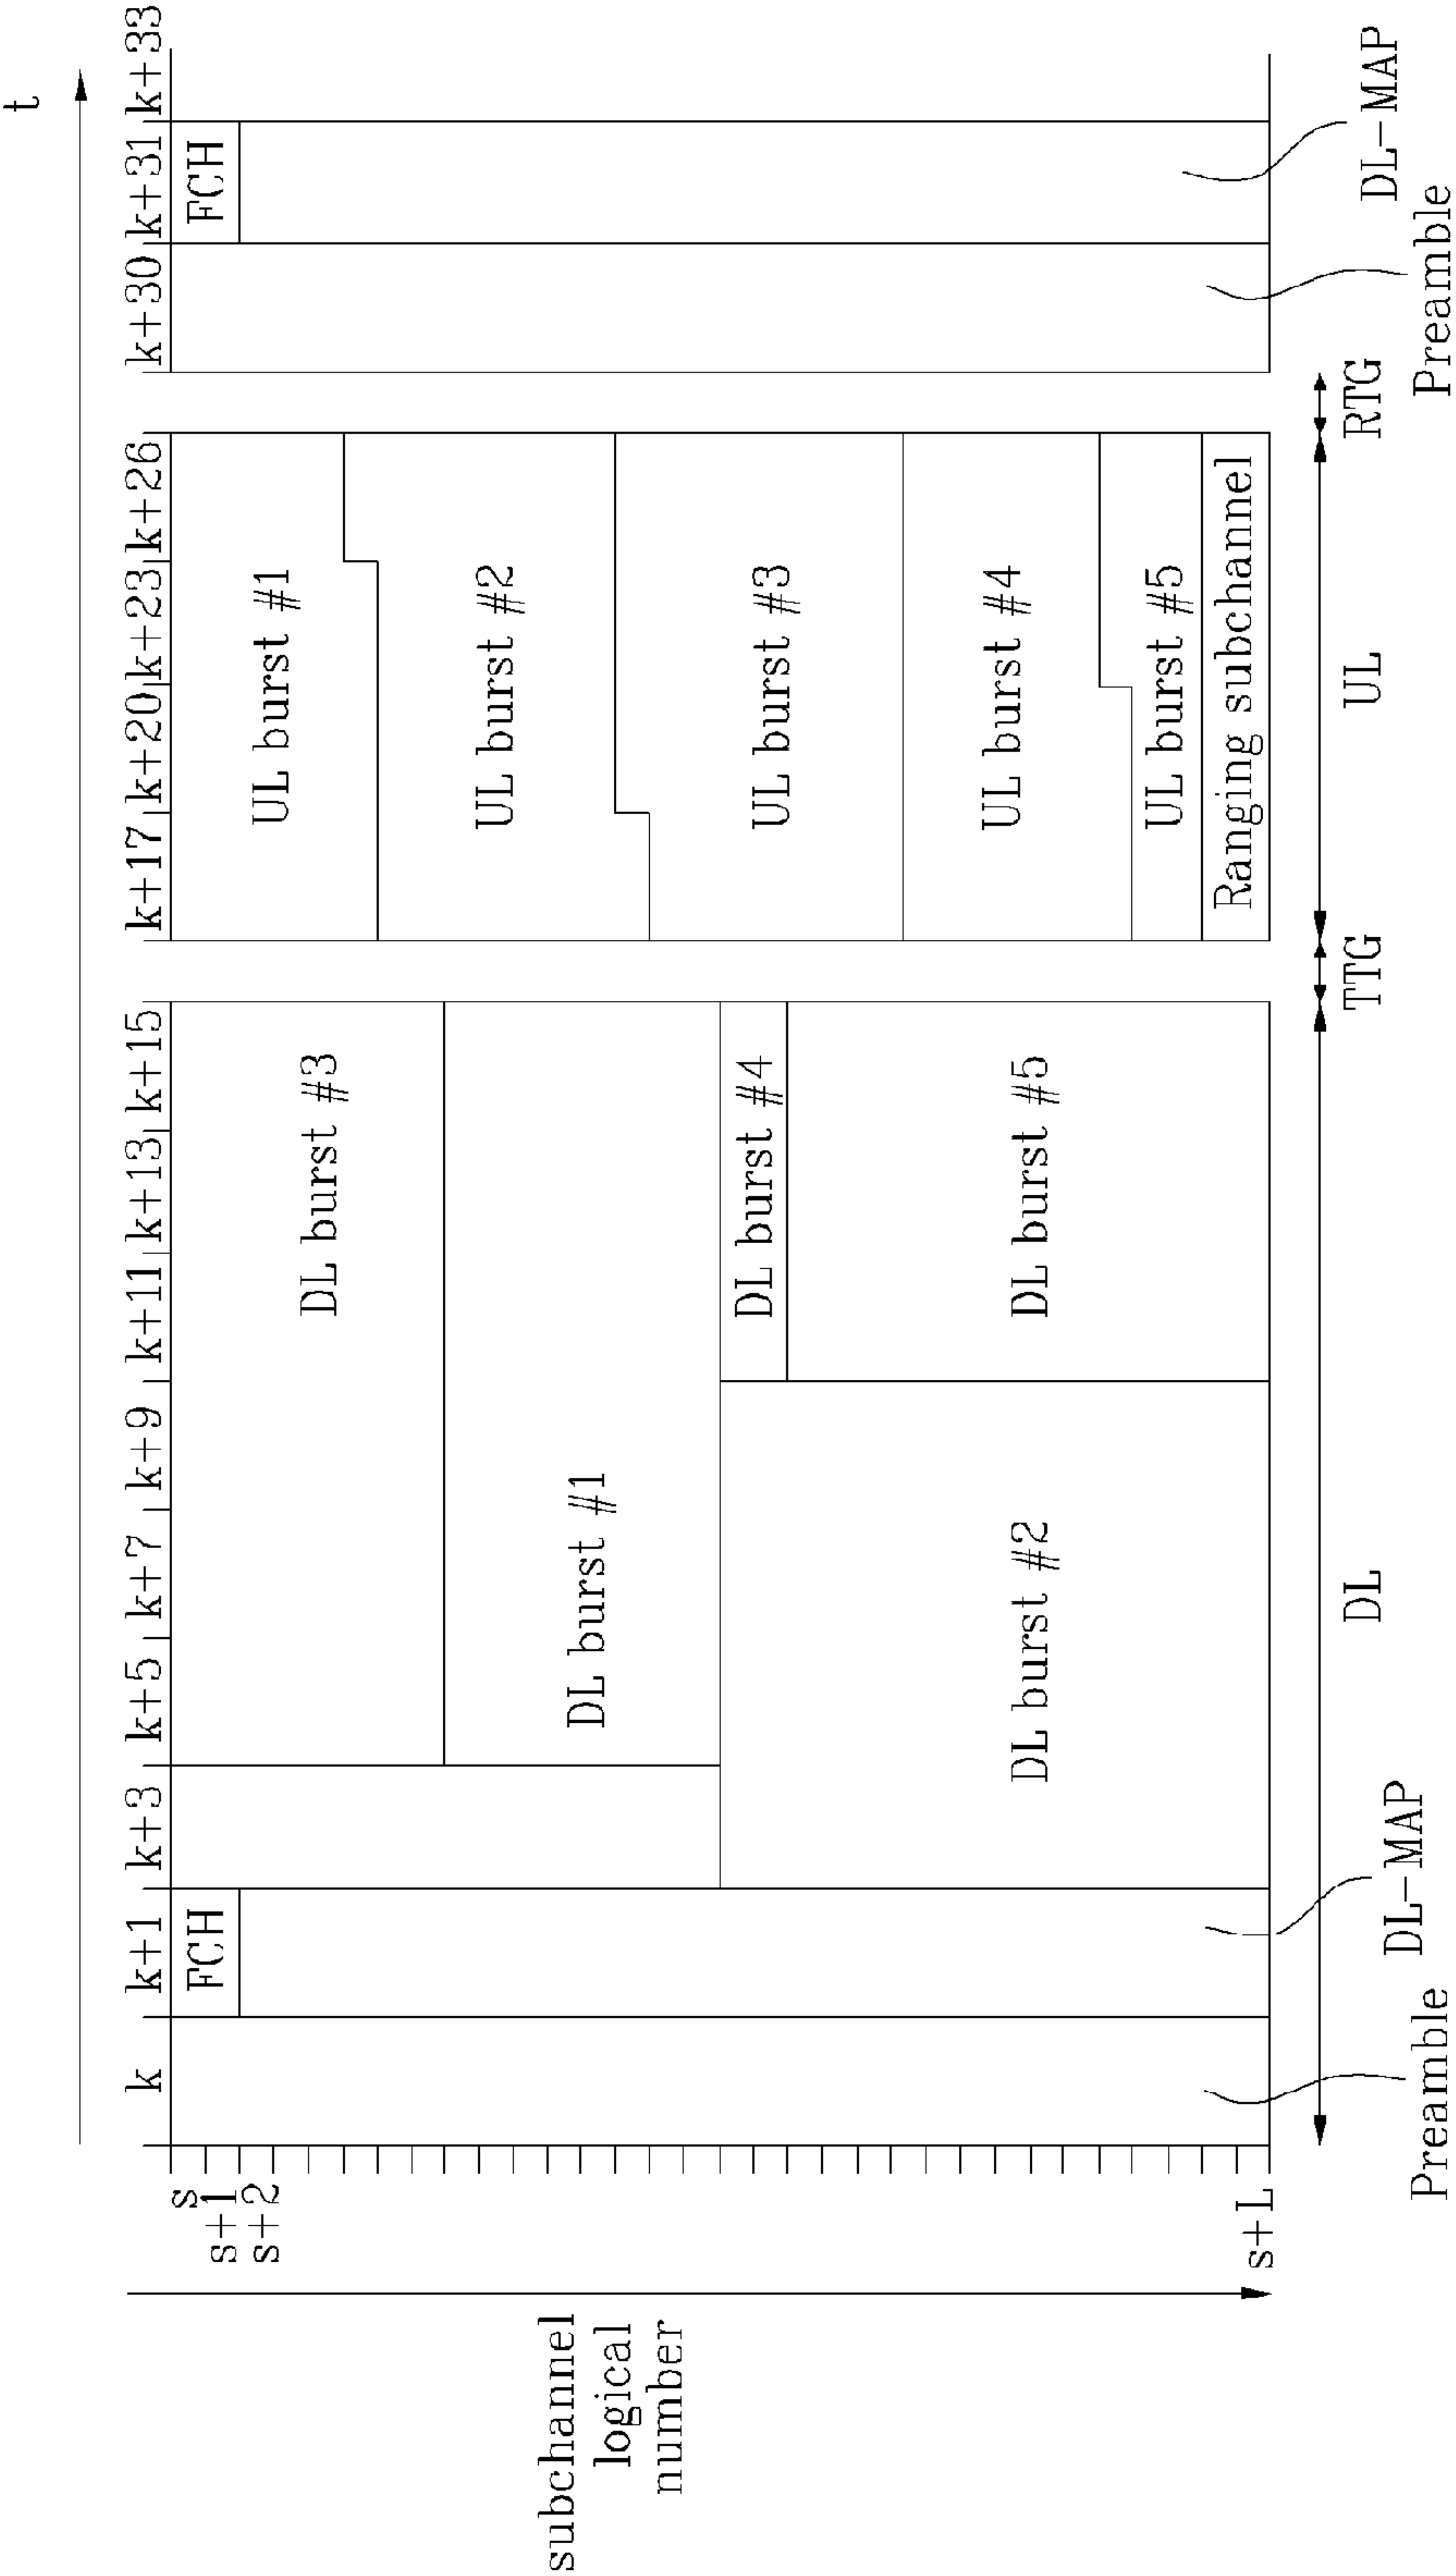 t
k k+1 k+3 k+5 k+7 k+9 k+11 k+13 k+15 k+17 k+20 k+23 k+26 k+30 k+31 k+33
s
s+1
s+2
s+L
subchannel
logical
number
FCH
DL burst #3
DL burst #1
DL burst #4
DL burst #2
DL burst #5
UL burst #1
UL burst #2
UL burst #3
UL burst #4
UL burst #5
Ranging subchannel
FCH
DL TTG UL RTG
DL-MAP
Preamble
DL-MAP
Preamble